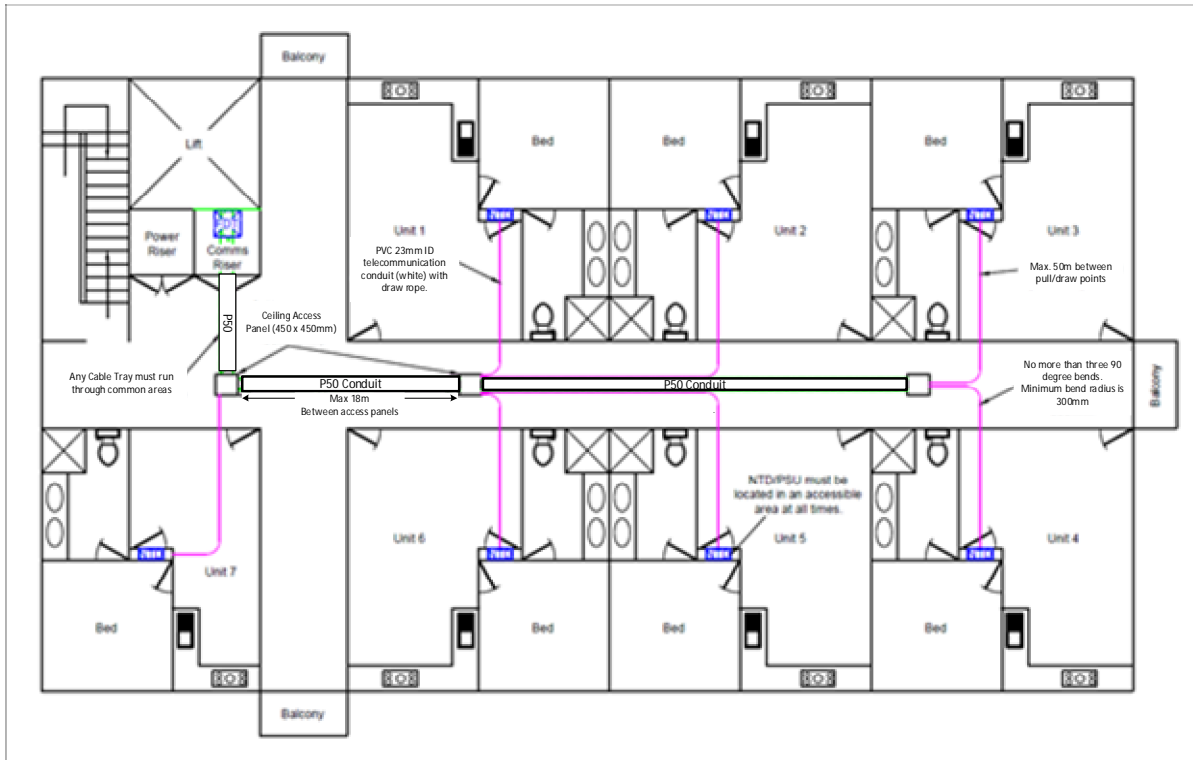 Balcony
Lift
Bed
Bed
Bed
Power
Riser
Comms
Riser
Unit 1
Unit 2
Unit 3
PVC 23mm ID
telecommunication
conduit (white) with
draw rope.
Max. 50m between
pull/draw points
P50
Ceiling Access
Panel (450 x 450mm)
Any Cable Tray must run
through common areas
P50 Conduit
P50 Conduit
Max 18m
Between access panels
No more than three 90
degree bends.
Minimum bend radius is
300mm
Balcony
NTD/PSU must be
located in an accessible
area at all times.
Unit 7
Unit 6
Unit 5
Unit 4
Bed
Bed
Bed
Bed
Balcony